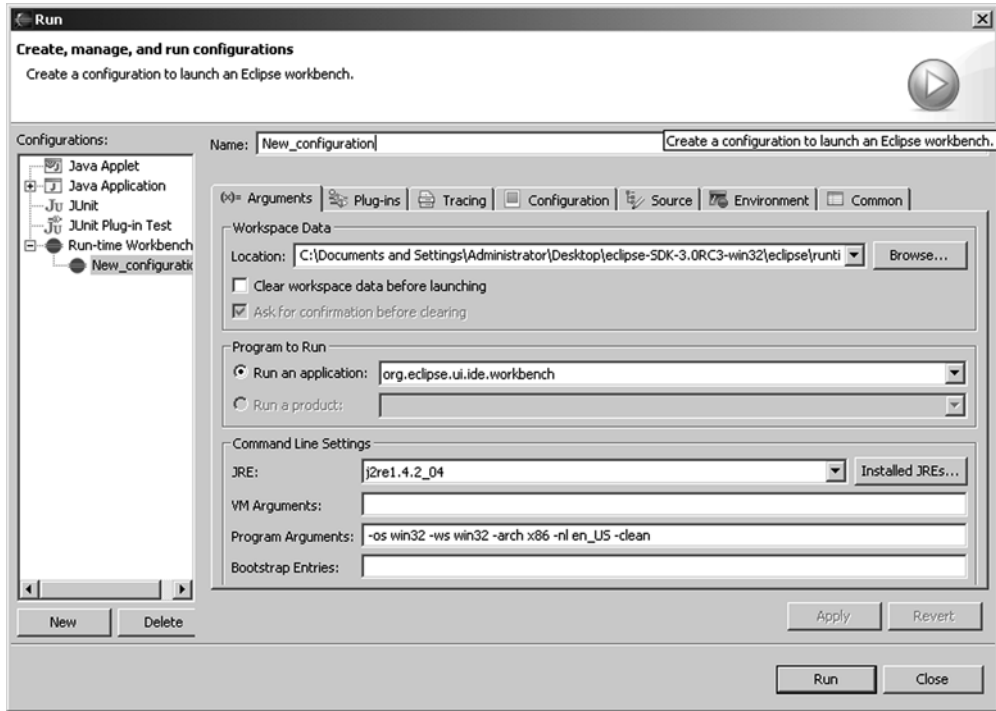 Run
Create, manage, and run configurations
Create a configuration to launch an Eclipse workbench.
Configurations:
Java Applet
Java Application
JUnit
JUnit Plug-in Test
Run-time Workbench
New_configuratic
New
Delete
Name: New_configuration
Create a configuration to launch an Eclipse workbench.
(x)= Arguments Plug-ins Tracing Configuration Source Environment Common
Workspace Data
Location: C:\Documents and Settings\Administrator\Desktop\eclipse-SDK-3.0RC3-win32\eclipse\runti Browse...
Clear workspace data before launching
Ask for confirmation before clearing
Program to Run
Run an application: org.eclipse.ui.ide.workbench
Run a product:
Command Line Settings
JRE: j2re1.4.2_04 Installed JREs...
VM Arguments:
Program Arguments: -os win32 -ws win32 -arch x86 -nl en_US -clean
Bootstrap Entries:
Apply Revert
Run Close